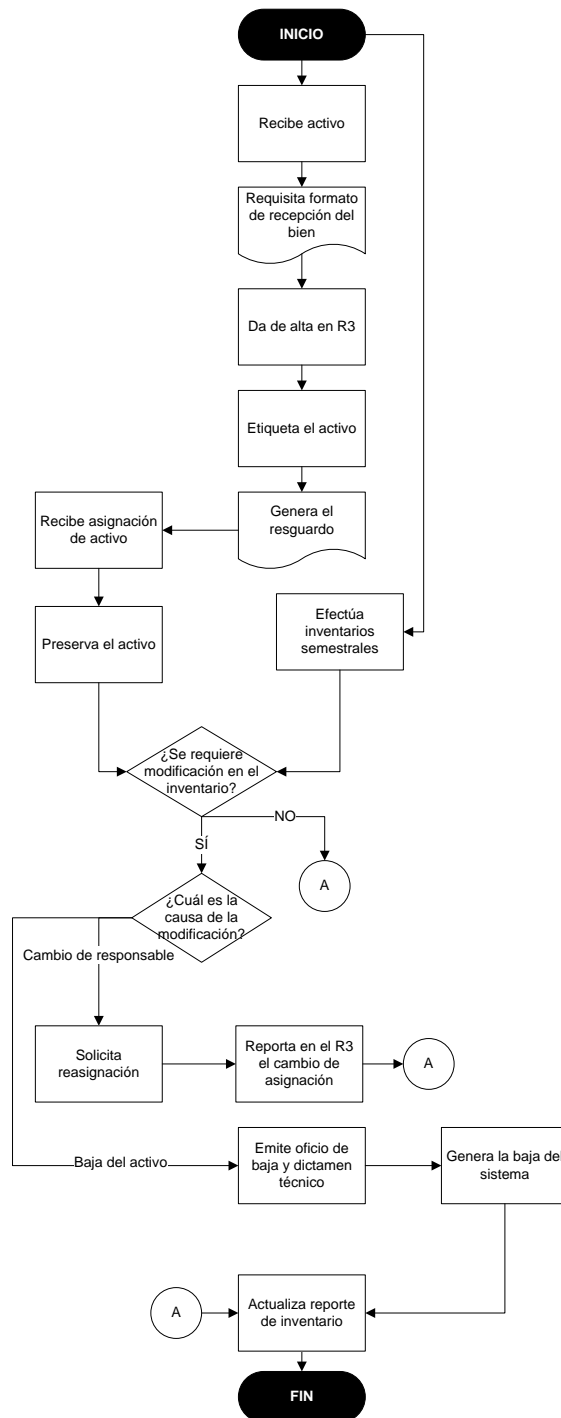 INICIO
Recibe activo
Requisita formato
de recepción del
bien
Da de alta en R3
Etiqueta el activo
Genera el
resguardo
Recibe asignación
de activo
Preserva el activo
Efectúa
inventarios
semestrales
¿Se requiere
modificación en el
inventario?
NO
SÍ
A
¿Cuál es la
causa de la
modificación?
Cambio de responsable
Solicita
reasignación
Reporta en el R3
el cambio de
asignación
A
Baja del activo
Emite oficio de
baja y dictamen
técnico
Genera la baja del
sistema
A
Actualiza reporte
de inventario
FIN